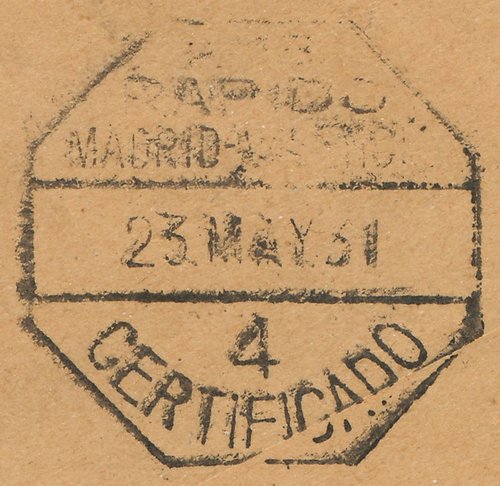 RAPIDO
MADRID-
23.MAY.31
4
CERTIFICADO